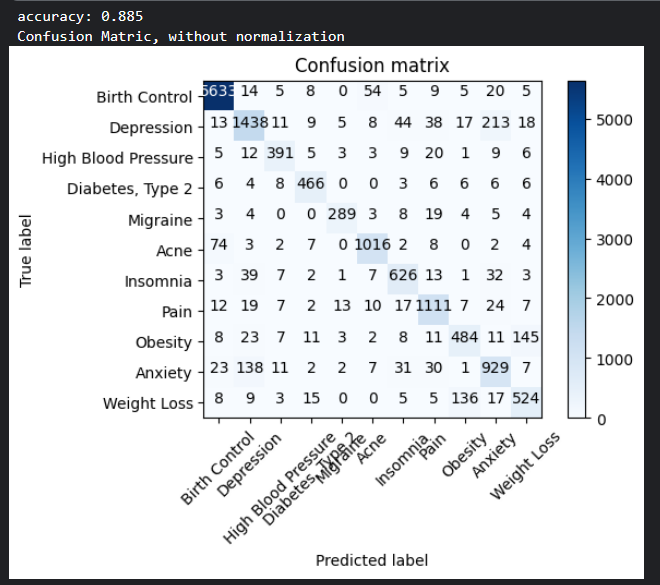 accuracy: 0.885
Confusion Matric, without normalization
Confusion matrix
Birth Control 5633 14 5 8 0 54 5 9 5 20 5
Depression 13 1438 11 9 5 8 44 38 17 213 18
High Blood Pressure 5 12 391 5 3 3 9 20 1 9 6
Diabetes, Type 2 6 4 8 466 0 0 3 6 6 6 6
Migraine 3 4 0 0 289 3 8 19 4 5 4
Acne 74 3 2 7 0 1016 2 8 0 2 4
Insomnia 3 39 7 2 1 7 626 13 1 32 3
Pain 12 19 7 2 13 10 17 1111 7 24 7
Obesity 8 23 7 11 3 2 8 11 484 11 145
Anxiety 23 138 11 2 2 7 31 30 1 929 7
Weight Loss 8 9 3 15 0 0 5 5 136 17 524
True label
Birth Control
Depression
High Blood Pressure
Diabetes, Type 2
Migraine
Acne
Insomnia
Pain
Obesity
Anxiety
Weight Loss
Predicted label
5000
4000
3000
2000
1000
0